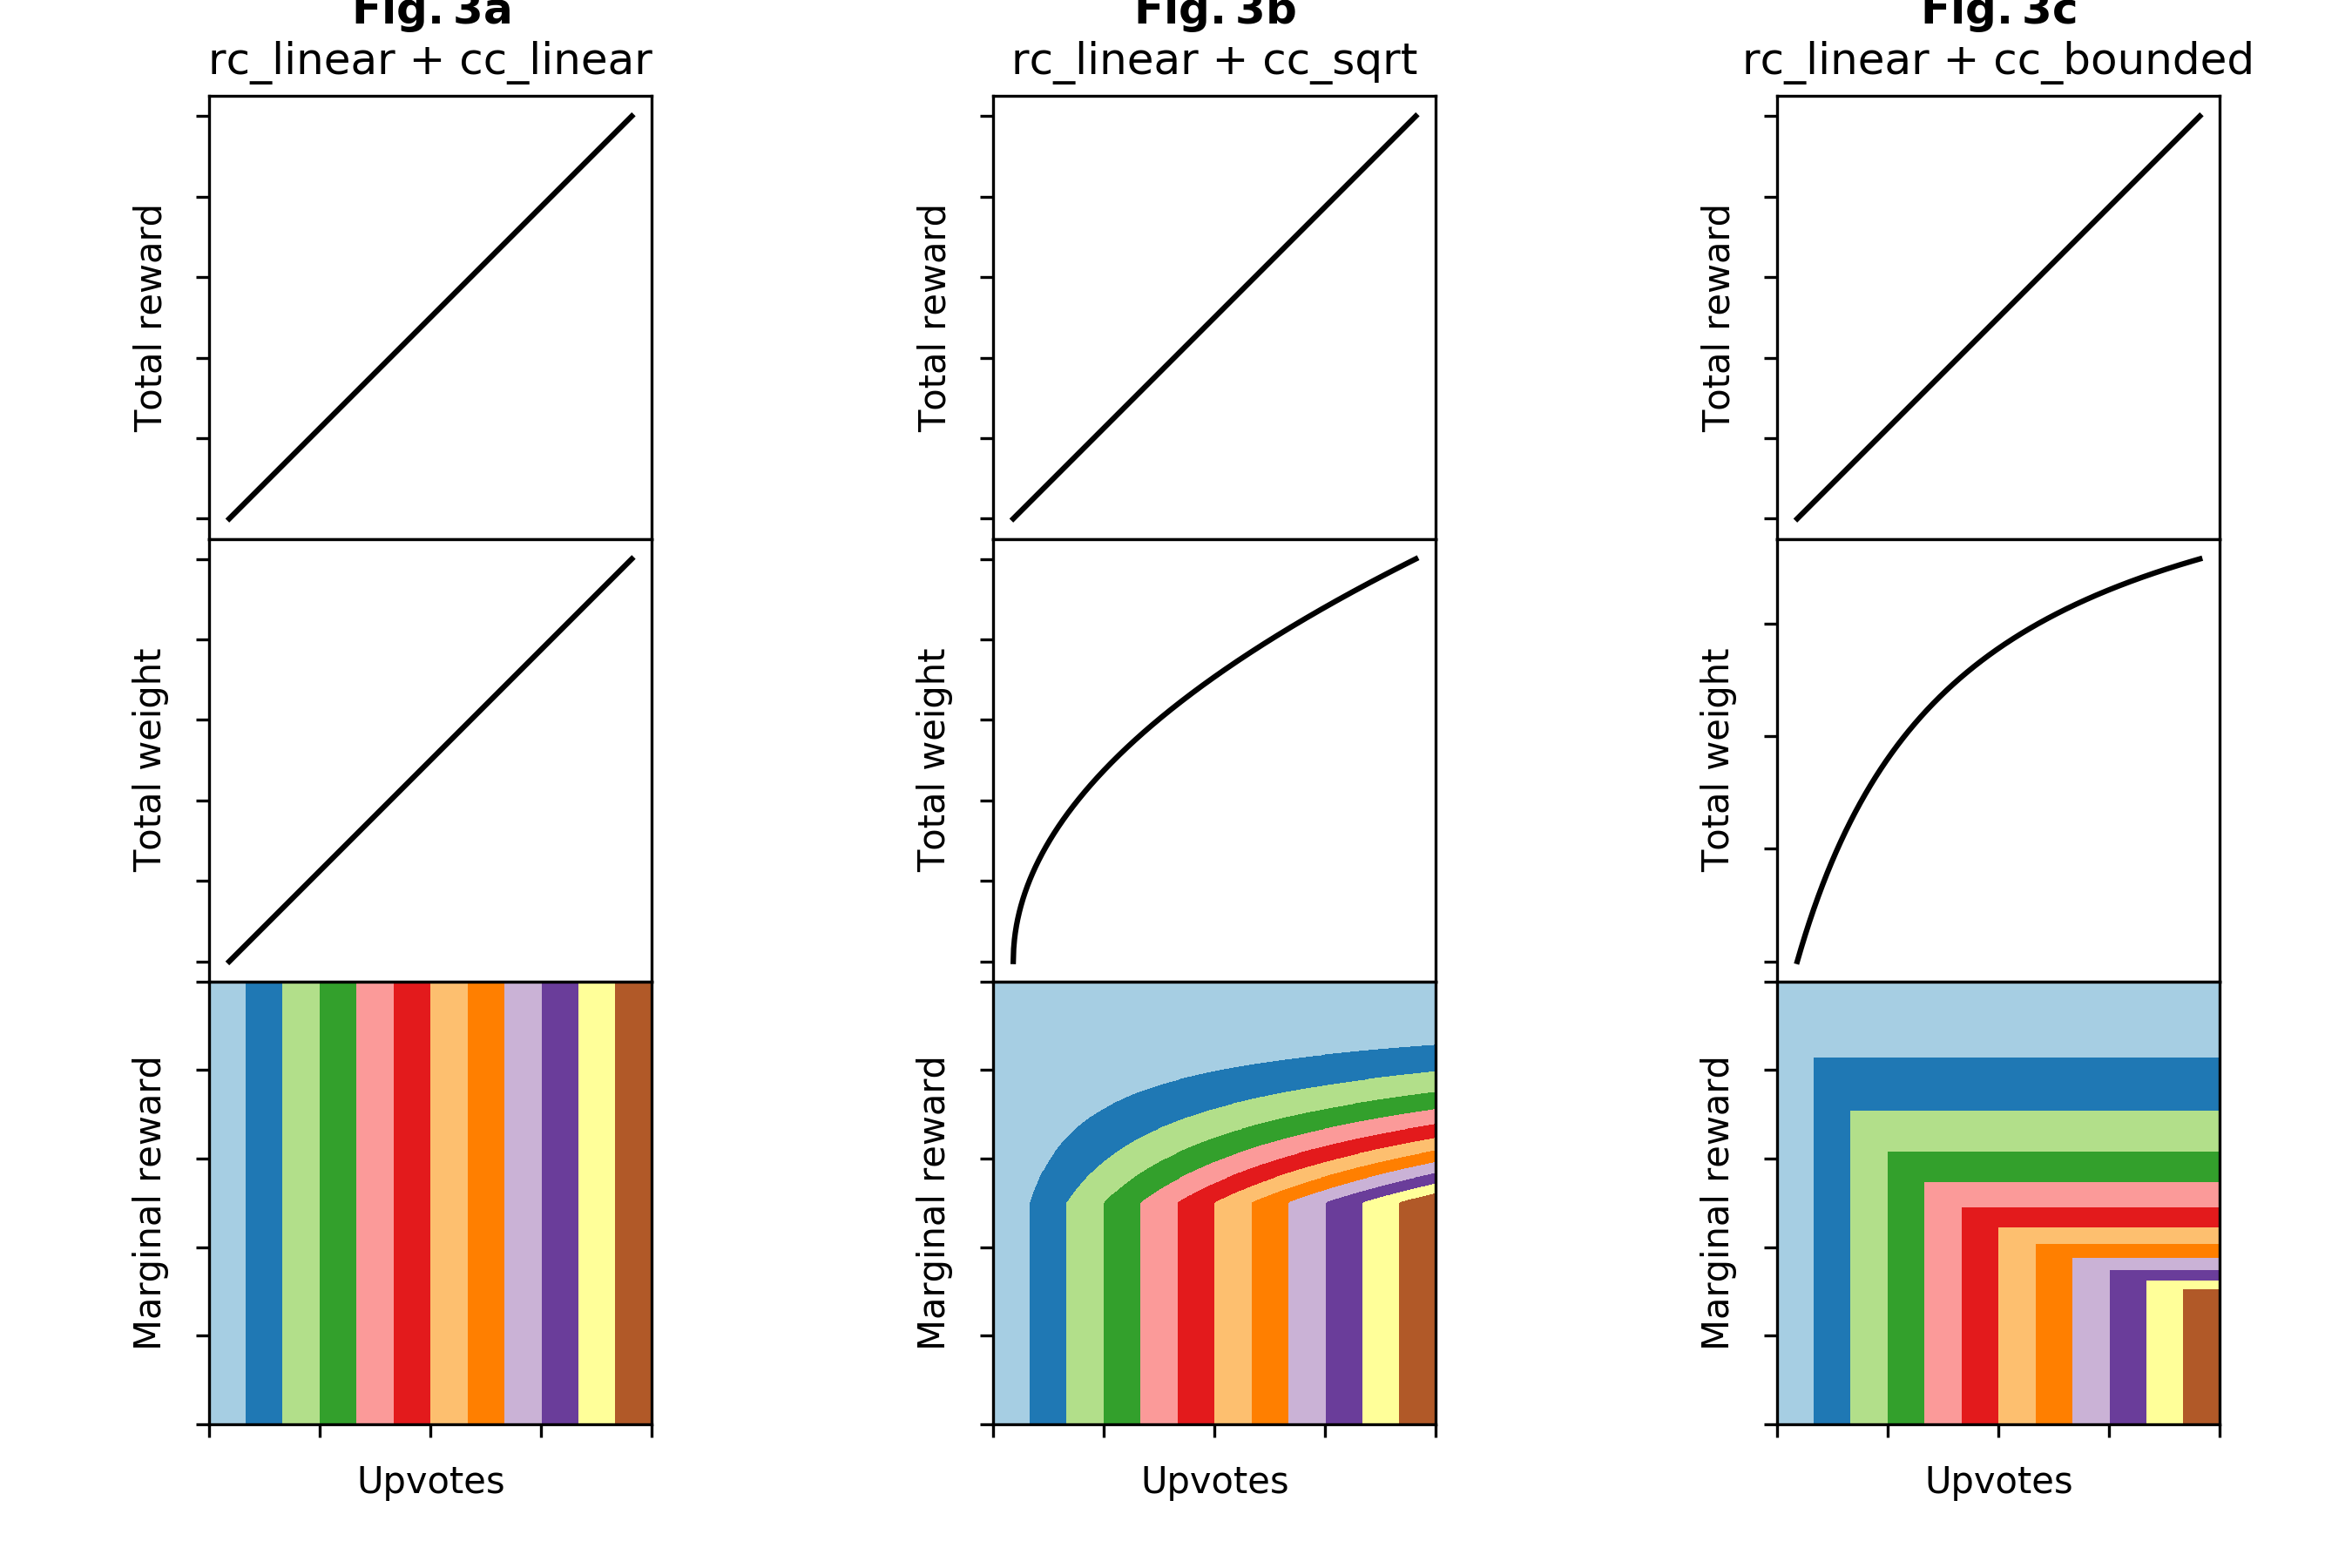 Fig. 3a
rc_linear + cc_linear
Total reward
Total weight
Marginal reward
Upvotes
Fig. 3b
rc_linear + cc_sqrt
Total reward
Total weight
Marginal reward
Upvotes
Fig. 3c
rc_linear + cc_bounded
Total reward
Total weight
Marginal reward
Upvotes